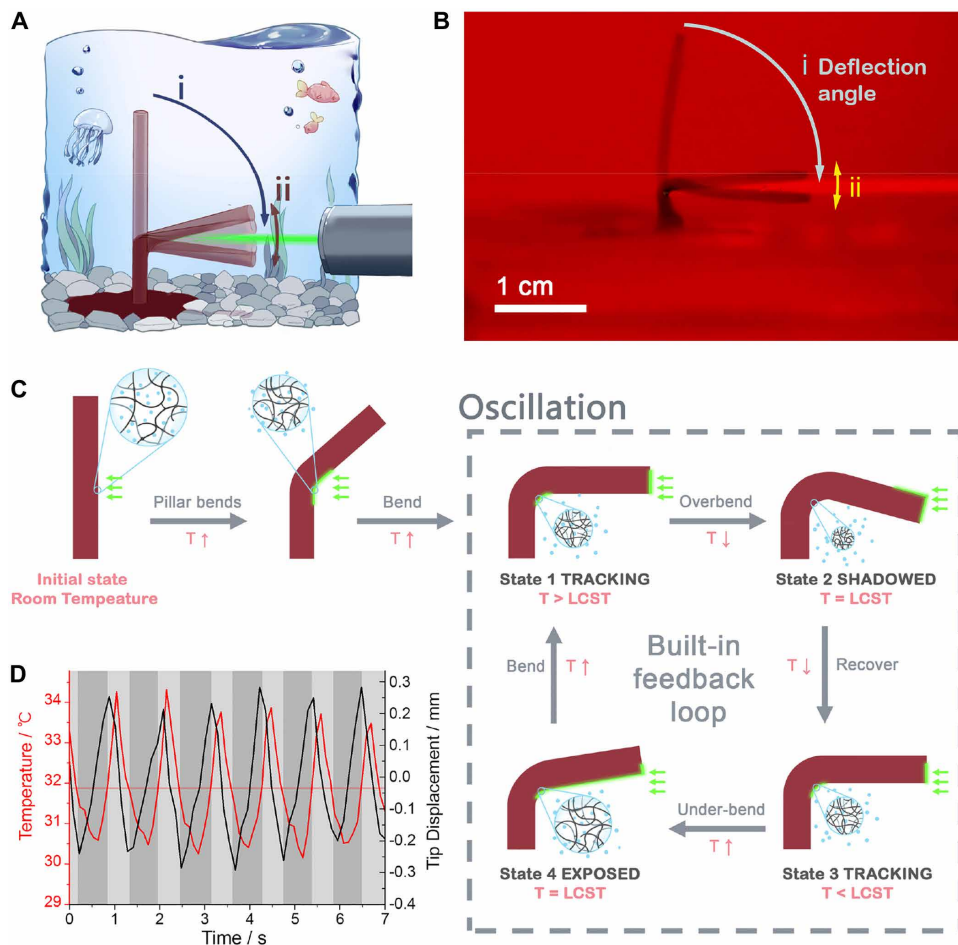 A
i
ii
B
i Deflection
angle
ii
1 cm
C
Pillar bends
T ↑
Bend
T ↑
Initial state
Room Tempeature
Oscillation
Overbend
T ↓
State 1 TRACKING
T > LCST
State 2 SHADOWED
T = LCST
Bend
T ↑
Built-in
feedback
loop
T ↓
Recover
Under-bend
T ↑
State 4 EXPOSED
T = LCST
State 3 TRACKING
T < LCST
D
Temperature / °C
34
33
32
31
30
29
0 1 2 3 4 5 6 7
Time / s
0.3
0.2
0.1
0.0
-0.1
-0.2
-0.3
-0.4
Tip Displacement / mm